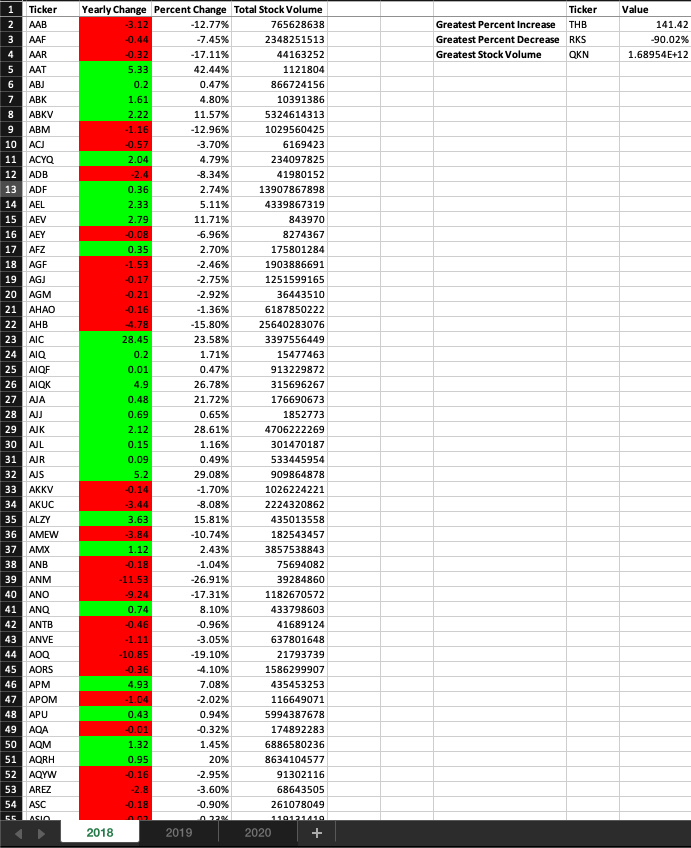 1 Ticker Yearly Change Percent Change Total Stock Volume Ticker Value
2 AAB -3.12 -12.77% 765628638 Greatest Percent Increase THB 141.42
3 AAF -0.44 -7.45% 2348251513 Greatest Percent Decrease RKS -90.02%
4 AAR -0.32 -17.11% 44163252 Greatest Stock Volume QKN 1.68954E+12
5 AAT 5.33 42.44% 1121804
6 ABJ 0.2 0.47% 866724156
7 ABK 1.61 4.80% 10391386
8 ABKV 2.22 11.57% 5324614313
9 ABM -1.16 -12.96% 1029560425
10 ACJ -0.57 -3.70% 6169423
11 ACYQ 2.04 4.79% 234097825
12 ADB -2.4 -8.34% 41980152
13 ADF 0.36 2.74% 13907867898
14 AEL 2.33 5.11% 4339867319
15 AEV 2.79 11.71% 843970
16 AEY -0.08 -6.96% 8274367
17 AFZ 0.35 2.70% 175801284
18 AGF -1.53 -2.46% 1903886691
19 AGJ -0.17 -2.75% 1251599165
20 AGM -0.21 -2.92% 36443510
21 AHAO -0.16 -1.36% 6187850222
22 AHB -4.78 -15.80% 25640283076
23 AIC 28.45 23.58% 3397556449
24 AIQ 0.2 1.71% 15477463
25 AIQF 0.01 0.47% 913229872
26 AIQK 4.9 26.78% 315696267
27 AJA 0.48 21.72% 176690673
28 AJJ 0.69 0.65% 1852773
29 AJK 2.12 28.61% 4706222269
30 AJL 0.15 1.16% 301470187
31 AJR 0.09 0.49% 533445954
32 AJS 5.2 29.08% 909864878
33 AKKV -0.14 -1.70% 1026224221
34 AKUC -3.44 -8.08% 2224320862
35 ALZY 3.63 15.81% 435013558
36 AMEW -3.84 -10.74% 182543457
37 AMX 1.12 2.43% 3857538843
38 ANB -0.18 -1.04% 75694082
39 ANM -11.53 -26.91% 39284860
40 ANO -9.24 -17.31% 1182670572
41 ANQ 0.74 8.10% 433798603
42 ANTB -0.46 -0.96% 41689124
43 ANVE -1.11 -3.05% 637801648
44 AOQ -10.85 -19.10% 21793739
45 AORS -0.36 -4.10% 1586299907
46 APM 4.93 7.08% 435453253
47 APOM -1.04 -2.02% 116649071
48 APU 0.43 0.94% 5994387678
49 AQA -0.01 -0.32% 174892283
50 AQM 1.32 1.45% 6886580236
51 AQRH 0.95 20% 8634104577
52 AQYW -0.16 -2.95% 91302116
53 AREZ -2.8 -3.60% 68643505
54 ASC -0.18 -0.90% 261078049
55
2018 2019 2020 +